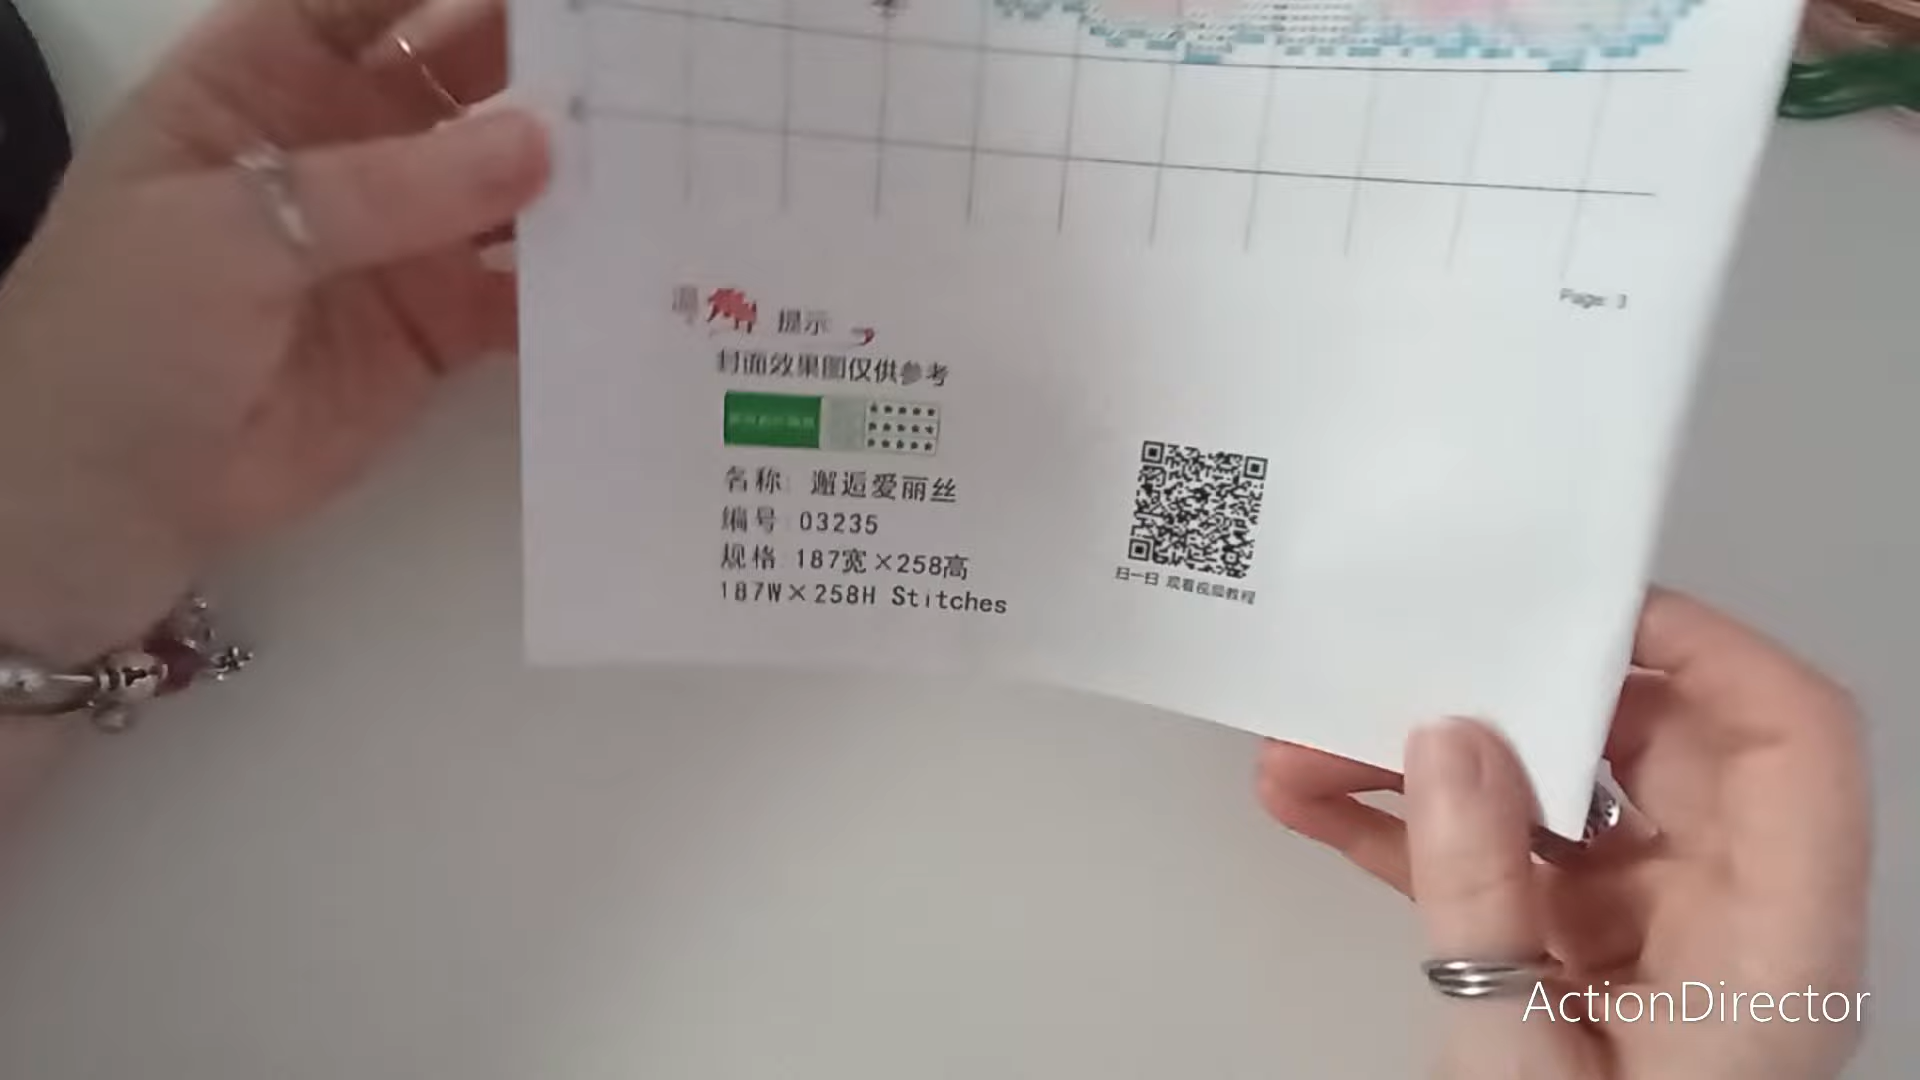 Page: 3
提示
封面效果图仅供参考
名称: 邂逅爱丽丝
编号 03235
规格 187宽×258高
187W×258H Stitches
扫一扫 观看视频教程
ActionDirector